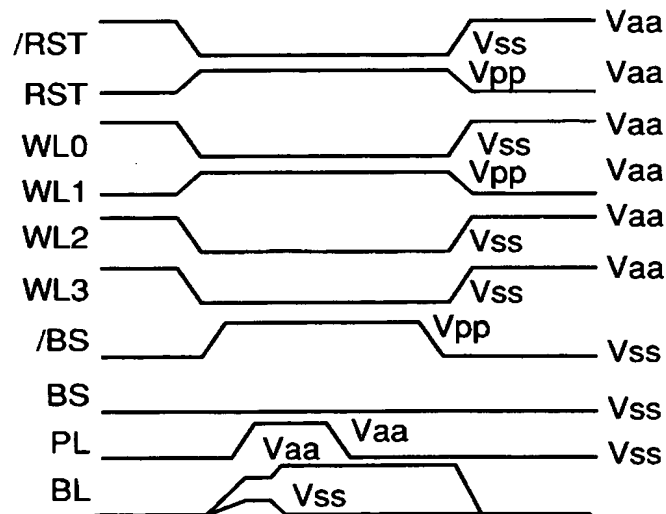 /RST Vss Vaa
RST Vpp Vaa
WL0 Vss Vaa
WL1 Vpp Vaa
WL2 Vss Vaa
WL3 Vss Vaa
/BS Vpp Vss
BS Vss
PL Vaa Vaa Vss
BL Vss